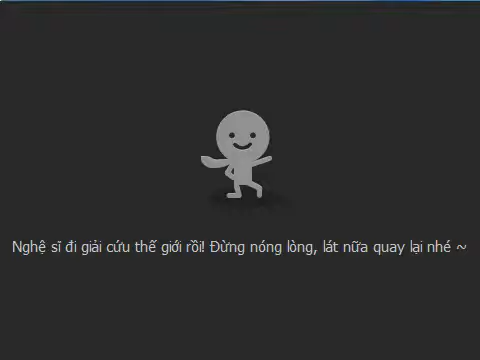 Nghệ sĩ đi giải cứu thế giới rồi! Đừng nóng lòng, lát nữa quay lại nhé ~